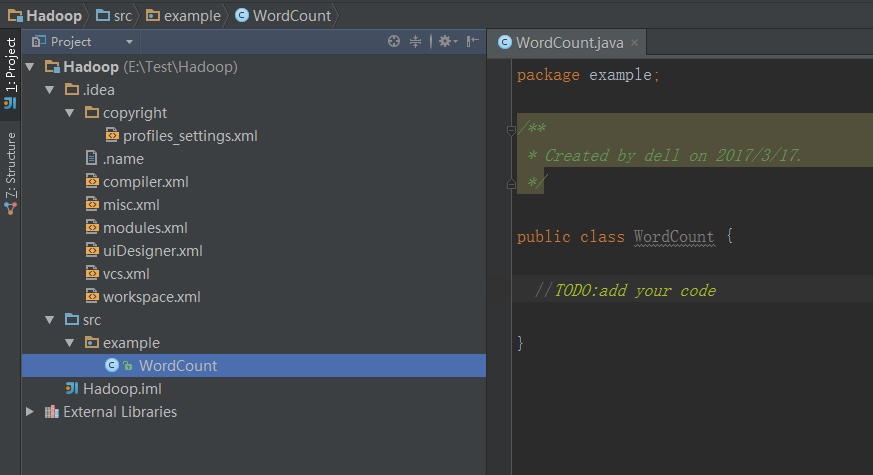 Hadoop src example WordCount
1: Project
7: Structure
Project
Hadoop (E:\Test\Hadoop)
.idea
copyright
profiles_settings.xml
.name
compiler.xml
misc.xml
modules.xml
uiDesigner.xml
vcs.xml
workspace.xml
src
example
WordCount
Hadoop.iml
External Libraries
WordCount.java
package example;
/**
* Created by dell on 2017/3/17.
*/
public class WordCount {
//TODO:add your code
}